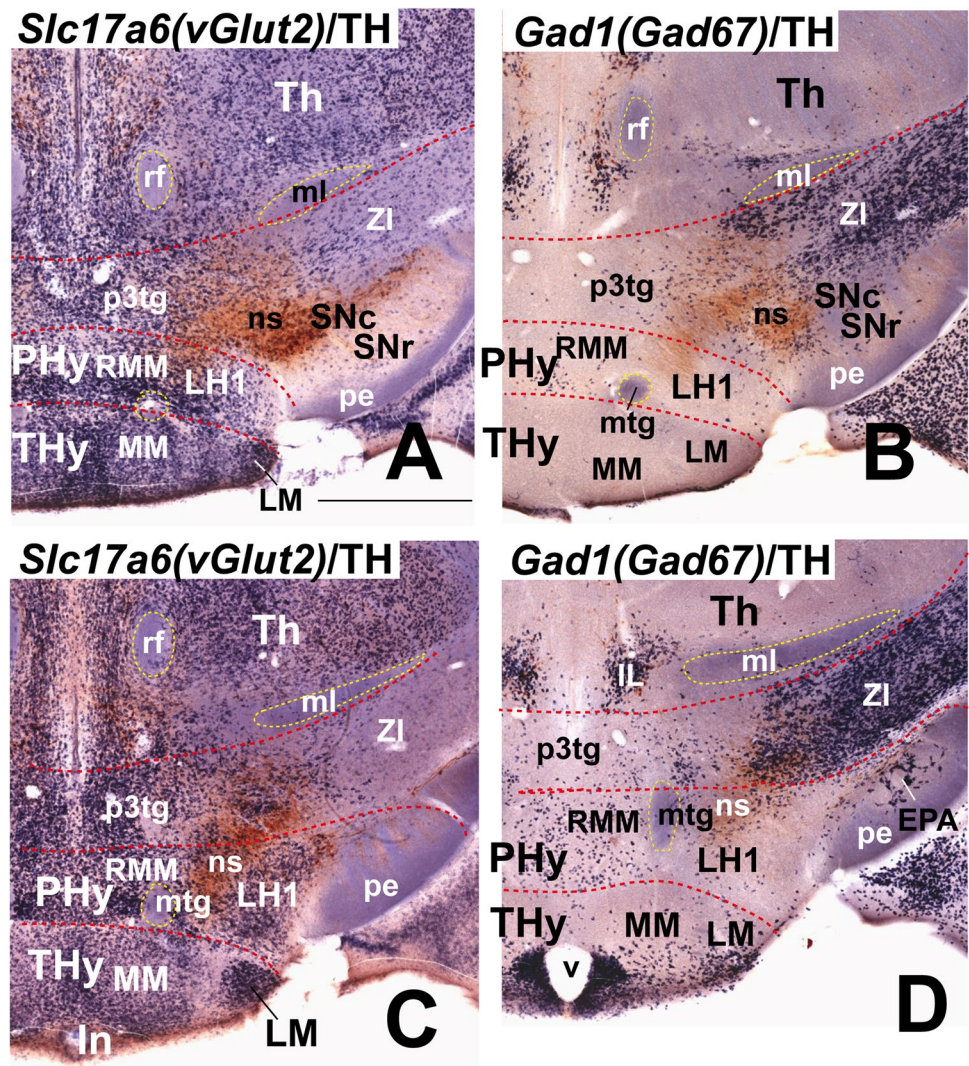 Slc17a6(vGlut2)/TH
Th
rf
ml
ZI
p3tg
ns
SNc
SNr
PHy
RMM
LH1
pe
THy
MM
LM
A
Gad1(Gad67)/TH
Th
rf
ml
ZI
p3tg
ns
SNc
SNr
PHy
RMM
LH1
pe
mtg
THy
MM
LM
B
Slc17a6(vGlut2)/TH
rf
Th
ml
ZI
p3tg
RMM
ns
PHy
mtg
LH1
pe
THy
MM
LM
In
C
Gad1(Gad67)/TH
Th
IL
ml
ZI
p3tg
RMM
mtg
ns
EPA
pe
PHy
LH1
THy
MM
LM
v
D